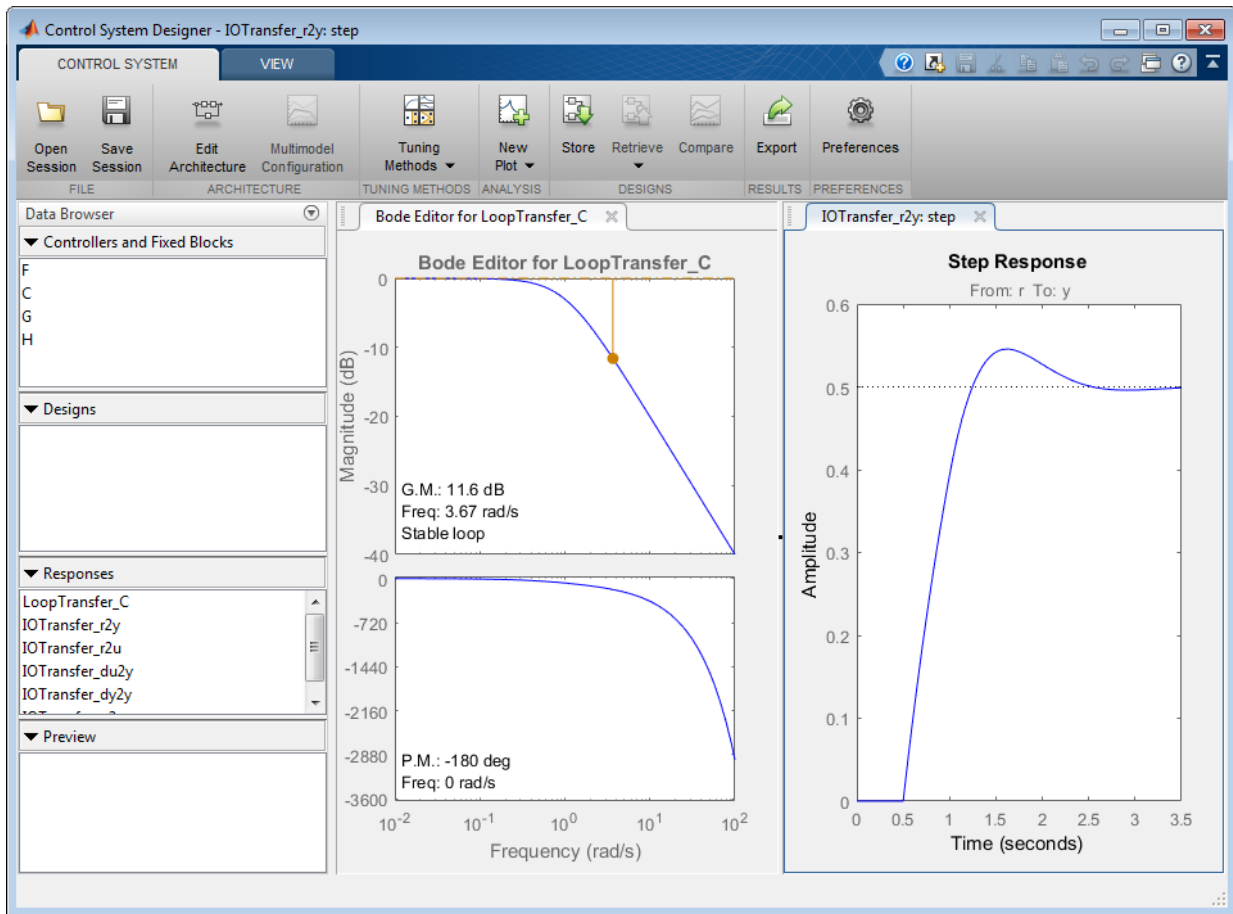 Control System Designer - IOTransfer_r2y: step
CONTROL SYSTEM
VIEW
Open Session
Save Session
Edit Architecture
Multimodel Configuration
Tuning Methods
New Plot
Store
Retrieve
Compare
Export
Preferences
FILE
ARCHITECTURE
TUNING METHODS
ANALYSIS
DESIGNS
RESULTS
PREFERENCES
Data Browser
Controllers and Fixed Blocks
F
C
G
H
Designs
Responses
LoopTransfer_C
IOTransfer_r2y
IOTransfer_r2u
IOTransfer_du2y
IOTransfer_dy2y
Preview
Bode Editor for LoopTransfer_C
Bode Editor for LoopTransfer_C
Magnitude (dB)
0
-10
-20
-30
-40
G.M.: 11.6 dB
Freq: 3.67 rad/s
Stable loop
0
-720
-1440
-2160
-2880
-3600
P.M.: -180 deg
Freq: 0 rad/s
10^-2
10^-1
10^0
10^1
10^2
Frequency (rad/s)
IOTransfer_r2y: step
Step Response
From: r To: y
Amplitude
0.6
0.5
0.4
0.3
0.2
0.1
0
0
0.5
1
1.5
2
2.5
3
3.5
Time (seconds)